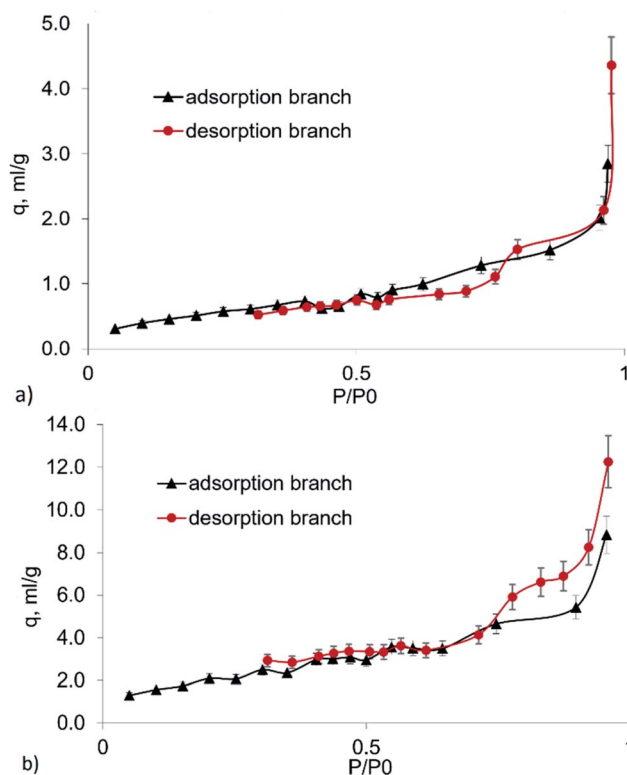 5.0
4.0
3.0
2.0
1.0
0.0
q, ml/g
adsorption branch
desorption branch
0
0.5
1
P/P0
a)
14.0
12.0
10.0
8.0
6.0
4.0
2.0
0.0
q, ml/g
adsorption branch
desorption branch
0
0.5
1
P/P0
b)